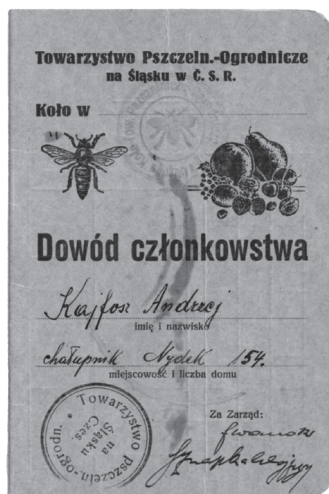 Towarzystwo Pszczeln.-Ogrodnicze
na Śląsku w Č. S. R.
Koło w
Dowód członkowstwa
Kajfosz Andrzej
imię i nazwisko
chałupnik Nydek 154.
miejscowość i liczba domu
Towarzystwo pszczeln.-ogrodn.
na
Śląsku
Czes.
Za Zarząd: